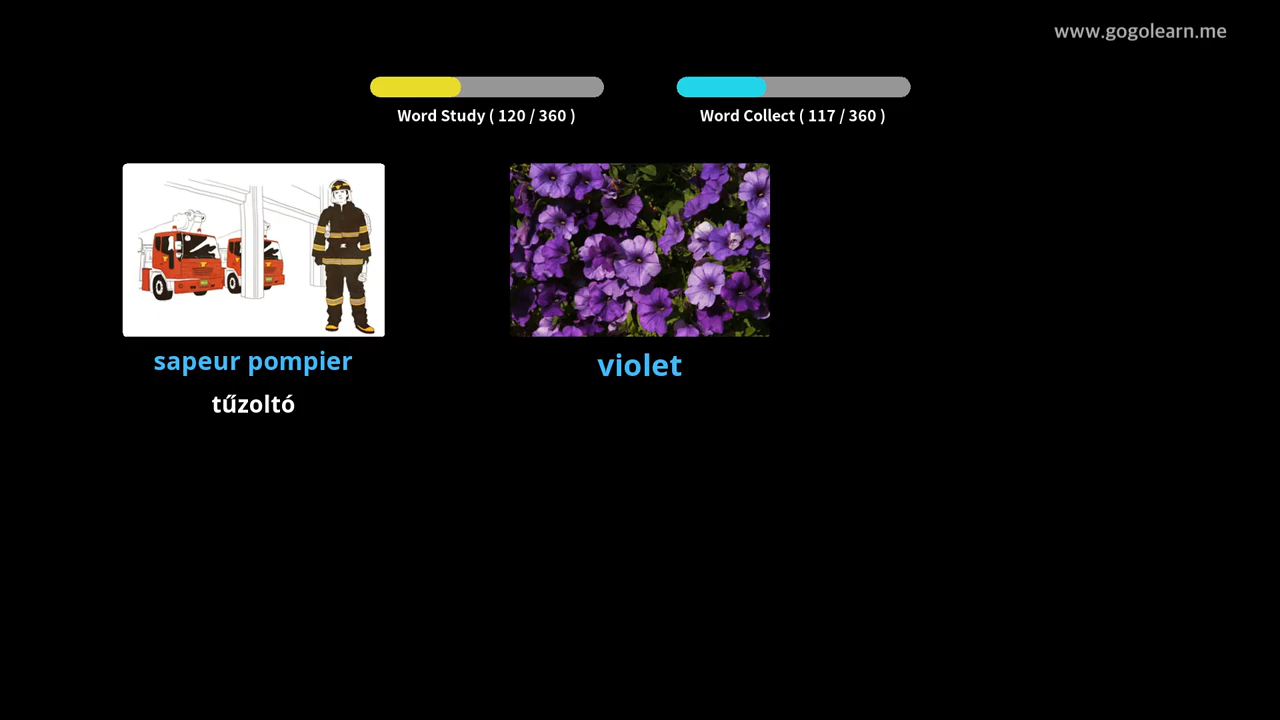 www.gogolearn.me
Word Study ( 120 / 360 )
Word Collect ( 117 / 360 )
sapeur pompier
violet
tűzoltó